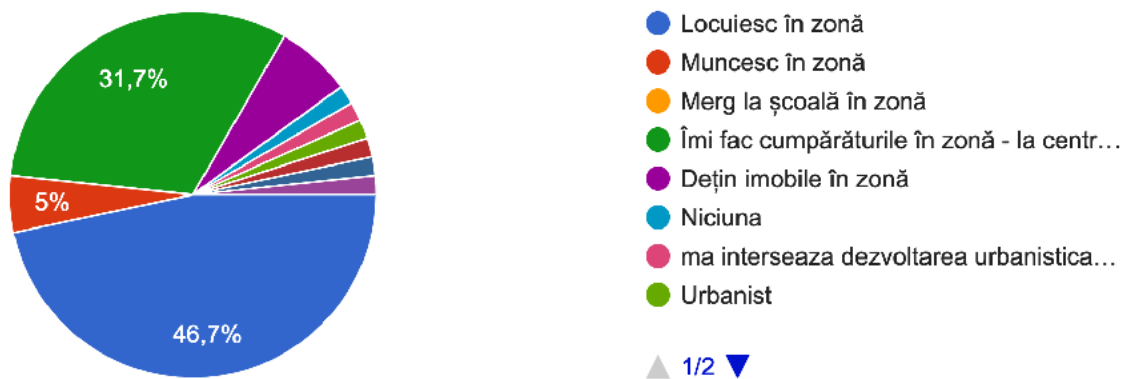 31,7%
5%
46,7%
Locuiesc în zonă
Muncesc în zonă
Merg la școală în zonă
Îmi fac cumpărăturile în zonă - la centr…
Dețin imobile în zonă
Niciuna
ma interseaza dezvoltarea urbanistica…
Urbanist
1/2